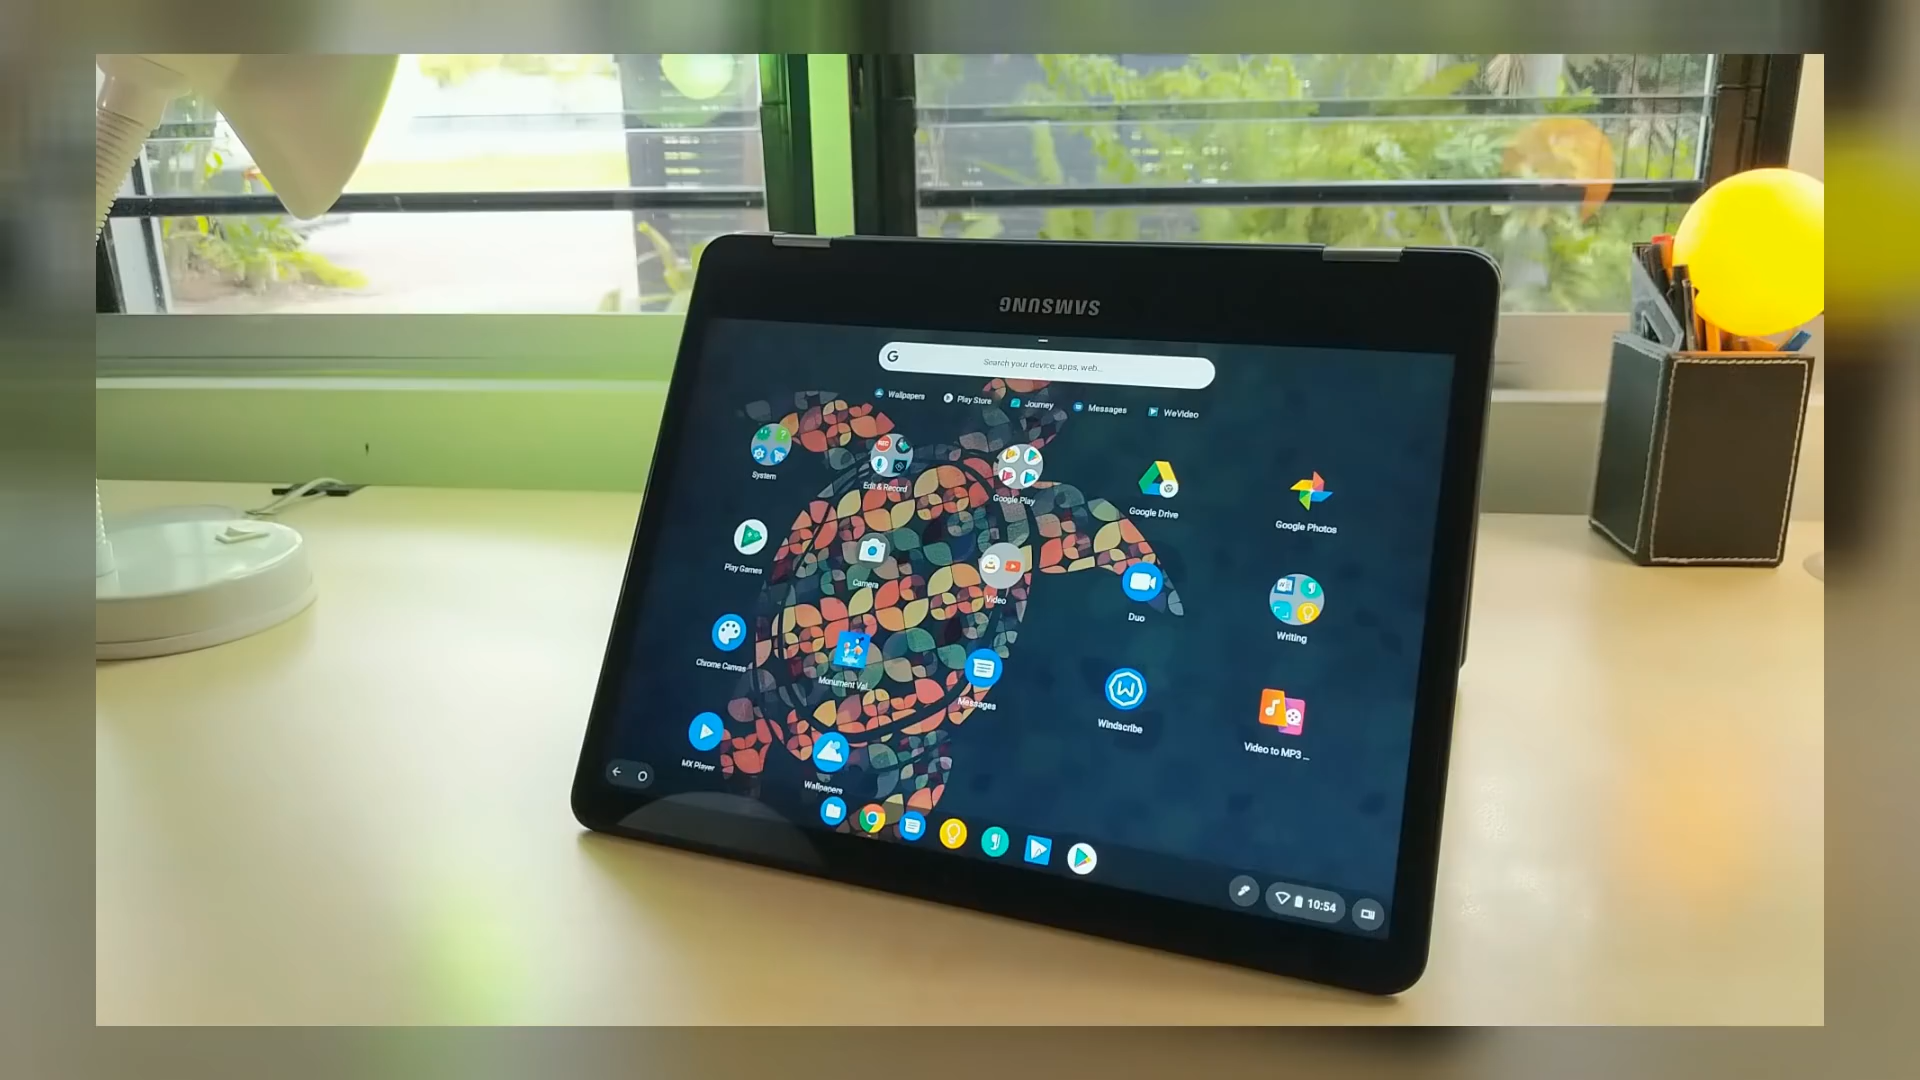 SAMSUNG
Search your device, apps, web...
Wallpapers Play Store Journey Messages WeVideo
System Edit & Record Google Play Google Drive Google Photos
Play Games Camera Video Duo Writing
Chrome Canvas Monument Val... Messages Windscribe Video to MP3 ...
MX Player Wallpapers
10:54